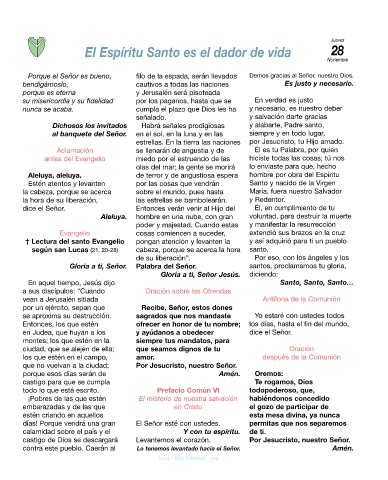 Jueves
28
Noviembre
El Espíritu Santo es el dador de vida
Porque el Señor es bueno,
bendigámoslo,
porque es eterna
su misericordia y su fidelidad
nunca se acaba.
Dichosos los invitados
al banquete del Señor.
Aclamación
antes del Evangelio
Aleluya, aleluya.
Estén atentos y levanten
la cabeza, porque se acerca
la hora de su liberación,
dice el Señor.
Aleluya.
Evangelio
† Lectura del santo Evangelio
según san Lucas (21, 20-28)
Gloria a ti, Señor.
En aquel tiempo, Jesús dijo
a sus discípulos: “Cuando
vean a Jerusalén sitiada
por un ejército, sepan que
se aproxima su destrucción.
Entonces, los que estén
en Judea, que huyan a los
montes; los que estén en la
ciudad, que se alejen de ella;
los que estén en el campo,
que no vuelvan a la ciudad;
porque esos días serán de
castigo para que se cumpla
todo lo que está escrito.
¡Pobres de las que estén
embarazadas y de las que
estén criando en aquellos
días! Porque vendrá una gran
calamidad sobre el país y el
castigo de Dios se descargará
contra este pueblo. Caerán al
filo de la espada, serán llevados
cautivos a todas las naciones
y Jerusalén será pisoteada
por los paganos, hasta que se
cumpla el plazo que Dios les ha
señalado.
Habrá señales prodigiosas
en el sol, en la luna y en las
estrellas. En la tierra las naciones
se llenarán de angustia y de
miedo por el estruendo de las
olas del mar; la gente se morirá
de terror y de angustiosa espera
por las cosas que vendrán
sobre el mundo, pues hasta
las estrellas se bambolearán.
Entonces verán venir al Hijo del
hombre en una nube, con gran
poder y majestad. Cuando estas
cosas comiencen a suceder,
pongan atención y levanten la
cabeza, porque se acerca la hora
de su liberación”.
Palabra del Señor.
Gloria a ti, Señor Jesús.
Oración sobre las Ofrendas
Recibe, Señor, estos dones
sagrados que nos mandaste
ofrecer en honor de tu nombre;
y ayúdanos a obedecer
siempre tus mandatos, para
que seamos dignos de tu
amor.
Por Jesucristo, nuestro Señor.
Amén.
Prefacio Común VI
El misterio de nuestra salvación
en Cristo
El Señor esté con ustedes.
Y con tu espíritu.
Levantemos el corazón.
Lo tenemos levantado hacia el Señor.
Demos gracias al Señor, nuestro Dios.
Es justo y necesario.
En verdad es justo
y necesario, es nuestro deber
y salvación darte gracias
y alabarte, Padre santo,
siempre y en todo lugar,
por Jesucristo, tu Hijo amado.
Él es tu Palabra, por quien
hiciste todas las cosas; tú nos
lo enviaste para que, hecho
hombre por obra del Espíritu
Santo y nacido de la Virgen
María, fuera nuestro Salvador
y Redentor.
Él, en cumplimiento de tu
voluntad, para destruir la muerte
y manifestar la resurrección
extendió sus brazos en la cruz
y así adquirió para ti un pueblo
santo.
Por eso, con los ángeles y los
santos, proclamamos tu gloria,
diciendo:
Santo, Santo, Santo…
Antífona de la Comunión
Yo estaré con ustedes todos
los días, hasta el fin del mundo,
dice el Señor.
Oración
después de la Comunión
Oremos:
Te rogamos, Dios
todopoderoso, que,
habiéndonos concedido
el gozo de participar de
esta mesa divina, ya nunca
permitas que nos separemos
de ti.
Por Jesucristo, nuestro Señor.
Amén.